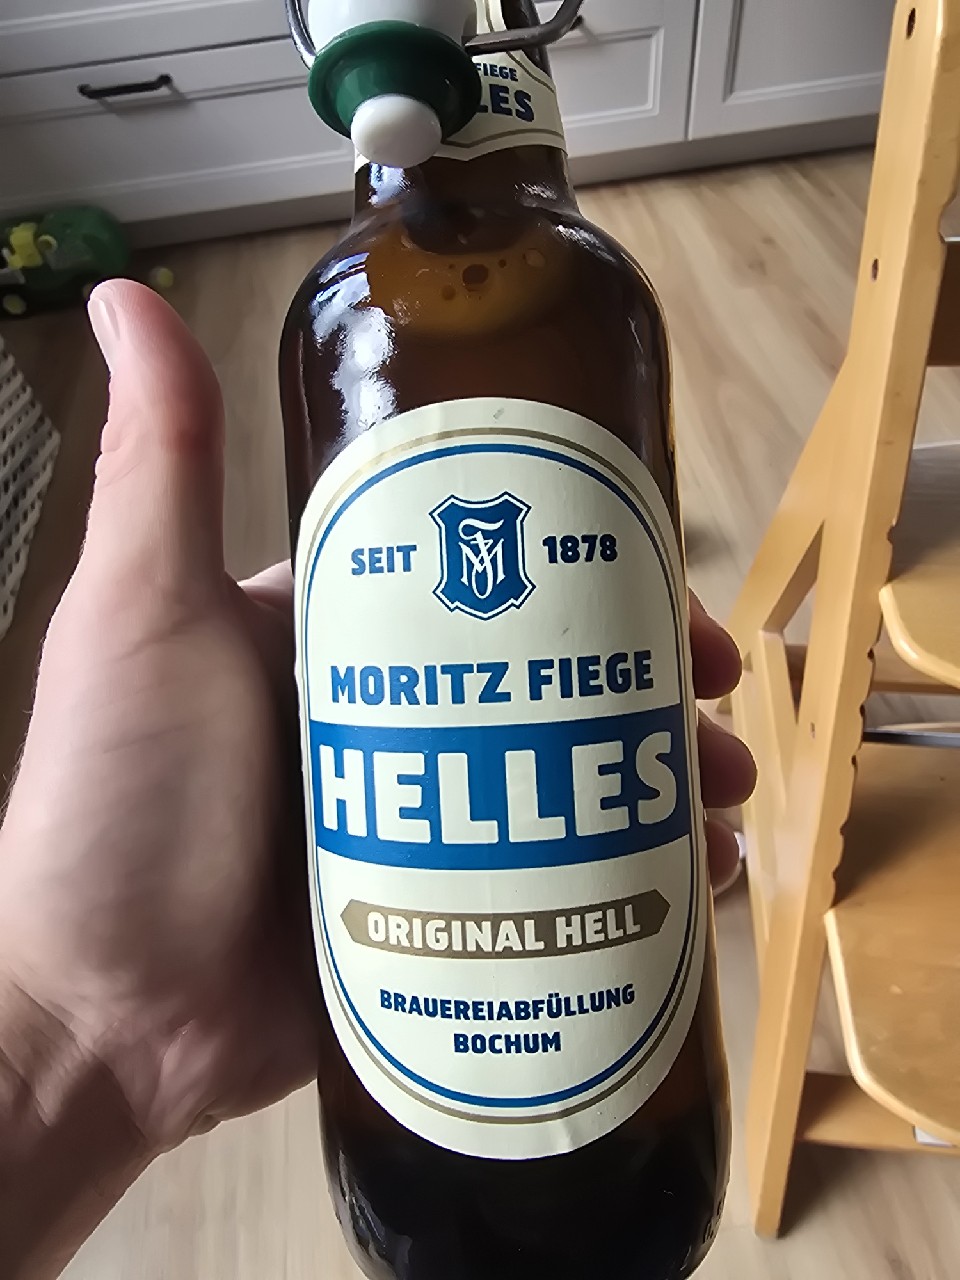 FIEGE
LES
SEIT 1878
MORITZ FIEGE
HELLES
ORIGINAL HELL
BRAUEREIABFÜLLUNG
BOCHUM